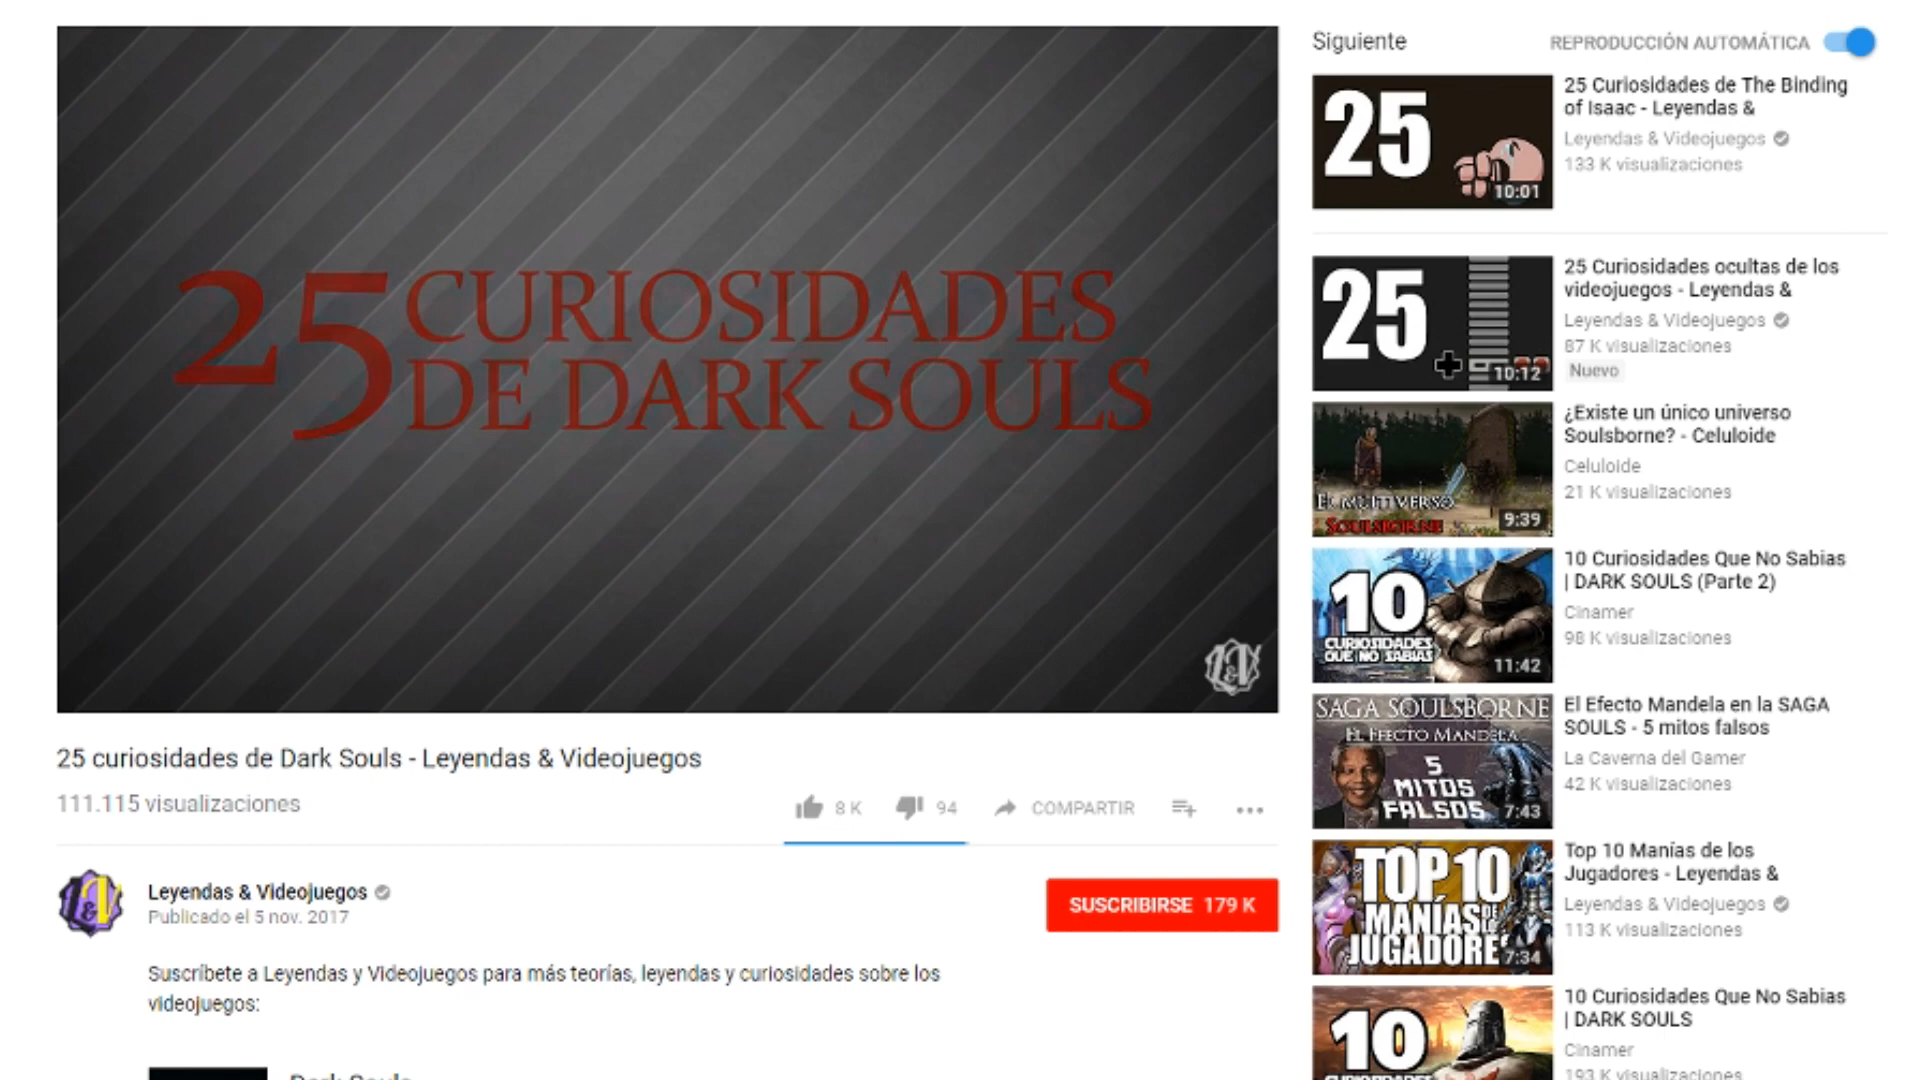 25 CURIOSIDADES
DE DARK SOULS
L&V
25 curiosidades de Dark Souls - Leyendas & Videojuegos
111.115 visualizaciones
8 K
94
COMPARTIR
L&V
Leyendas & Videojuegos
Publicado el 5 nov. 2017
SUSCRIBIRSE 179 K
Suscríbete a Leyendas y Videojuegos para más teorías, leyendas y curiosidades sobre los
videojuegos:
Dark Souls
Siguiente
REPRODUCCIÓN AUTOMÁTICA
25
10:01
25 Curiosidades de The Binding
of Isaac - Leyendas &
Leyendas & Videojuegos
133 K visualizaciones
25
10:12
25 Curiosidades ocultas de los
videojuegos - Leyendas &
Leyendas & Videojuegos
87 K visualizaciones
Nuevo
EL MULTIVERSO
SOULSBORNE
9:39
¿Existe un único universo
Soulsborne? - Celuloide
Celuloide
21 K visualizaciones
10
CURIOSIDADES
QUE NO SABIAS
11:42
10 Curiosidades Que No Sabias
| DARK SOULS (Parte 2)
Cinamer
98 K visualizaciones
SAGA SOULSBORNE
EL EFECTO MANDELA
5
MITOS
FALSOS
7:43
El Efecto Mandela en la SAGA
SOULS - 5 mitos falsos
La Caverna del Gamer
42 K visualizaciones
TOP 10
MANÍAS DE
JUGADORE
7:34
Top 10 Manías de los
Jugadores - Leyendas &
Leyendas & Videojuegos
113 K visualizaciones
10
CURIOSIDADES
10 Curiosidades Que No Sabias
| DARK SOULS
Cinamer
193 K visualizaciones